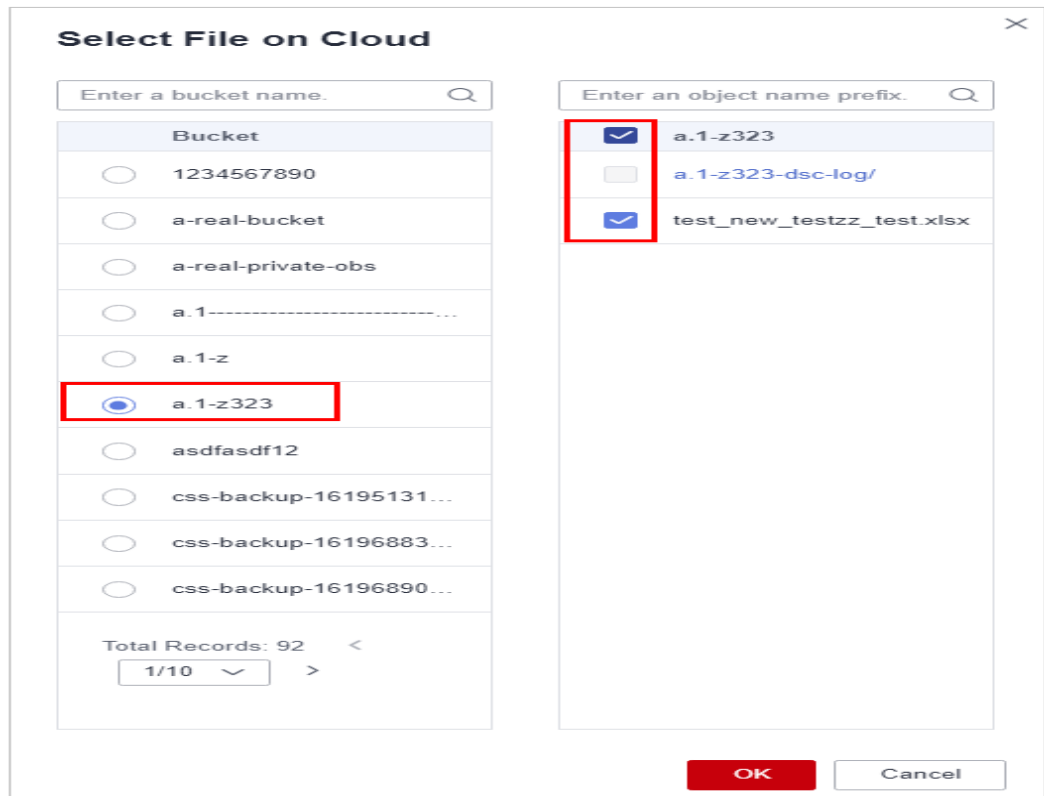 Select File on Cloud
Enter a bucket name.
Bucket
1234567890
a-real-bucket
a-real-private-obs
a.1--------------------------...
a.1-z
a.1-z323
asdfasdf12
css-backup-16195131...
css-backup-16196883...
css-backup-16196890...
Total Records: 92 <
1/10 >
Enter an object name prefix.
a.1-z323
a.1-z323-dsc-log/
test_new_testzz_test.xlsx
OK Cancel